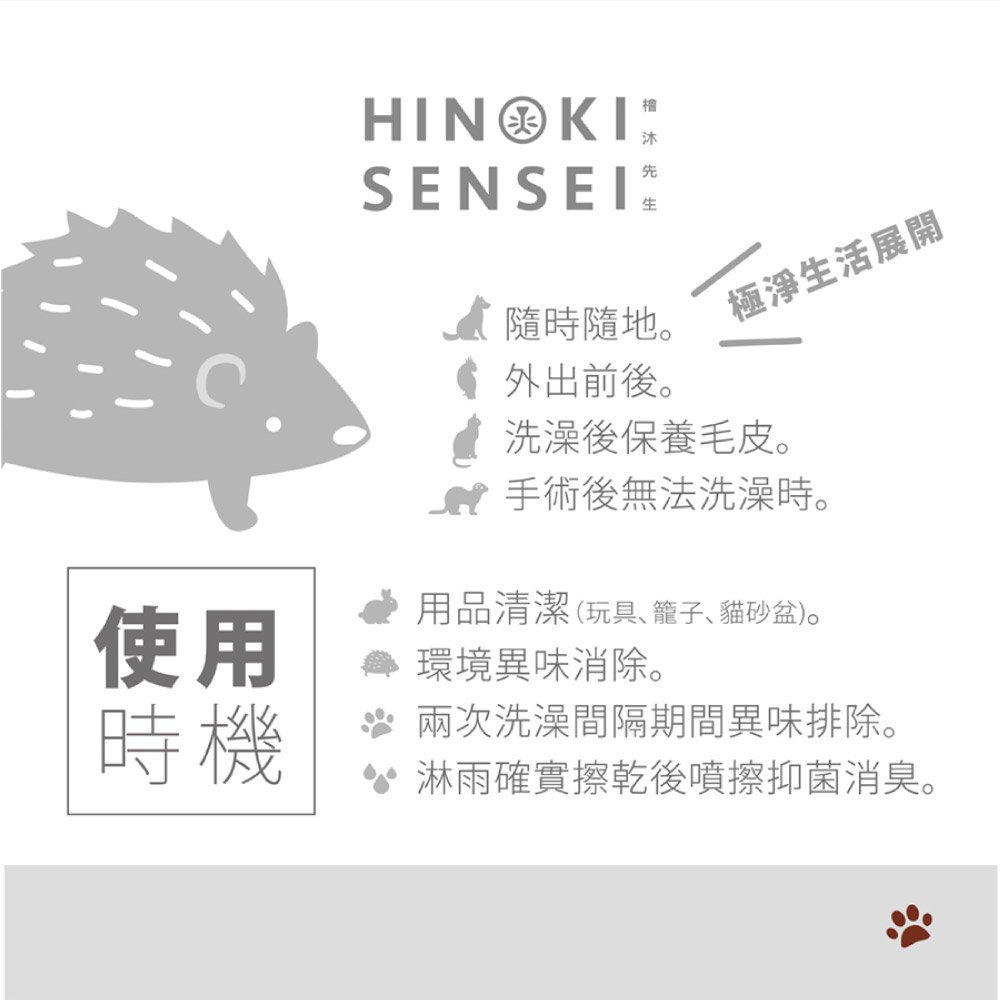 HINOKI
SENSEI
檜沐先生
極淨生活展開
隨時隨地。
外出前後。
洗澡後保養毛皮。
手術後無法洗澡時。
使用
時機
用品清潔(玩具、籠子、貓砂盆)。
環境異味消除。
兩次洗澡間隔期間異味排除。
淋雨確實擦乾後噴擦抑菌消臭。